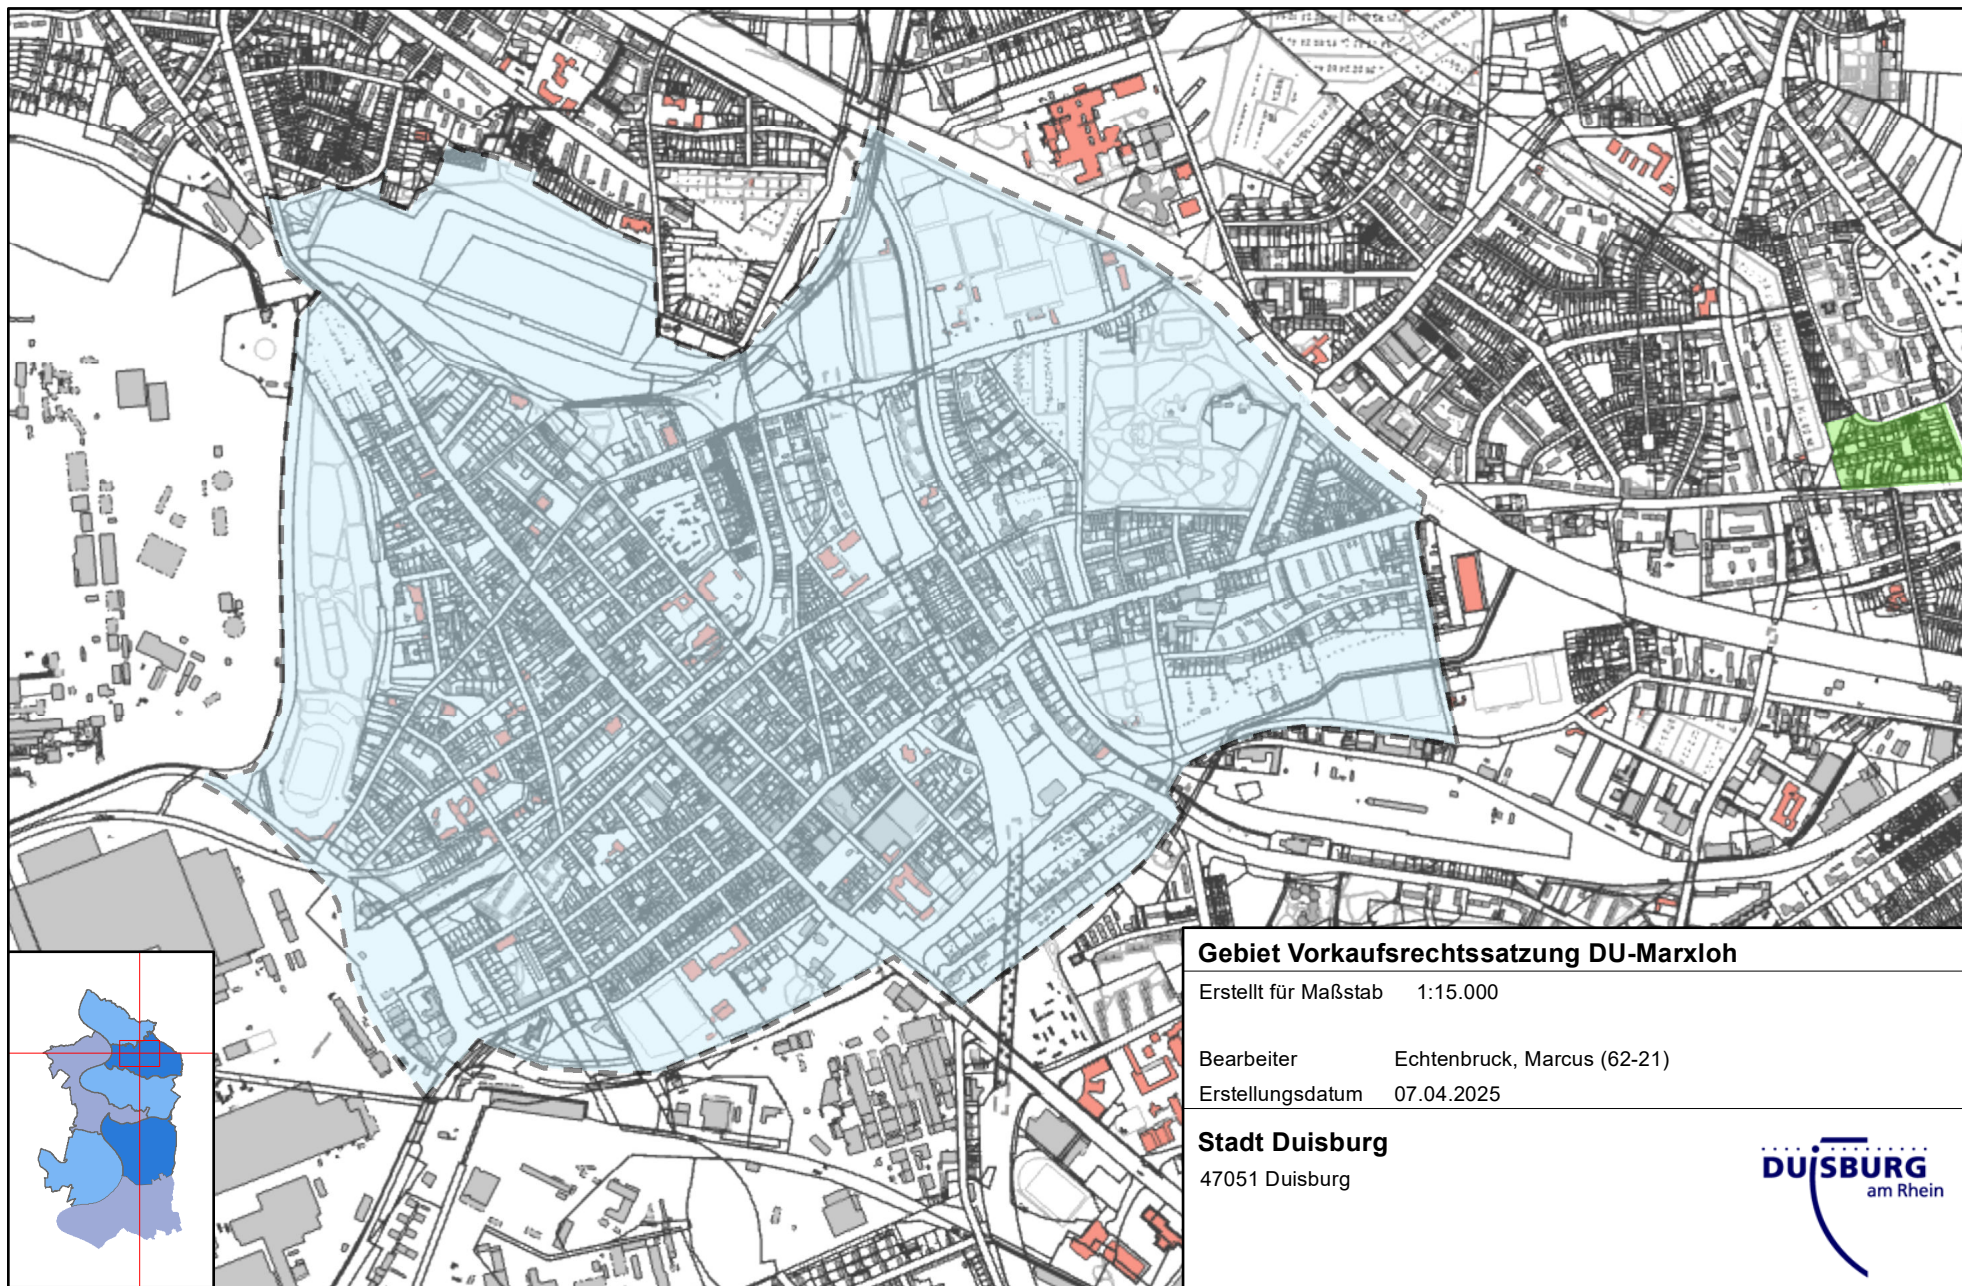 Gebiet Vorkaufsrechtssatzung DU-Marxloh
Erstellt für Maßstab 1:15.000
Bearbeiter Echtenbruck, Marcus (62-21)
Erstellungsdatum 07.04.2025
Stadt Duisburg
47051 Duisburg
DUISBURG
am Rhein